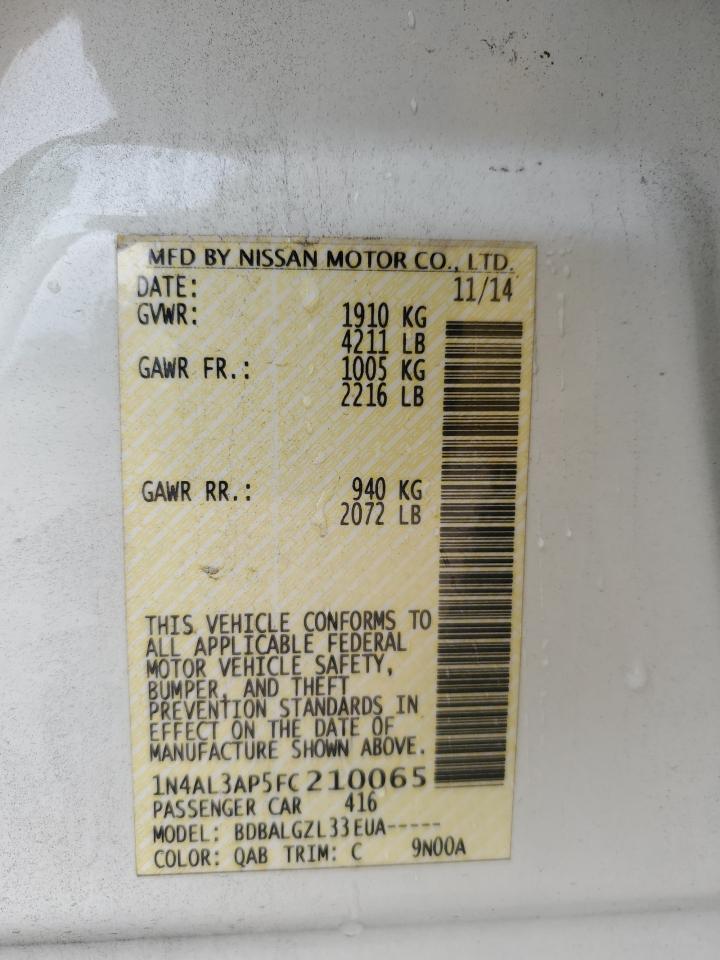 MFD BY NISSAN MOTOR CO., LTD.
DATE: 11/14
GVWR: 1910 KG
4211 LB
GAWR FR.: 1005 KG
2216 LB
GAWR RR.: 940 KG
2072 LB
THIS VEHICLE CONFORMS TO
ALL APPLICABLE FEDERAL
MOTOR VEHICLE SAFETY,
BUMPER, AND THEFT
PREVENTION STANDARDS IN
EFFECT ON THE DATE OF
MANUFACTURE SHOWN ABOVE.
1N4AL3AP5FC210065
PASSENGER CAR 416
MODEL: BDBALGZL33EUA-----
COLOR: QAB TRIM: C 9N00A